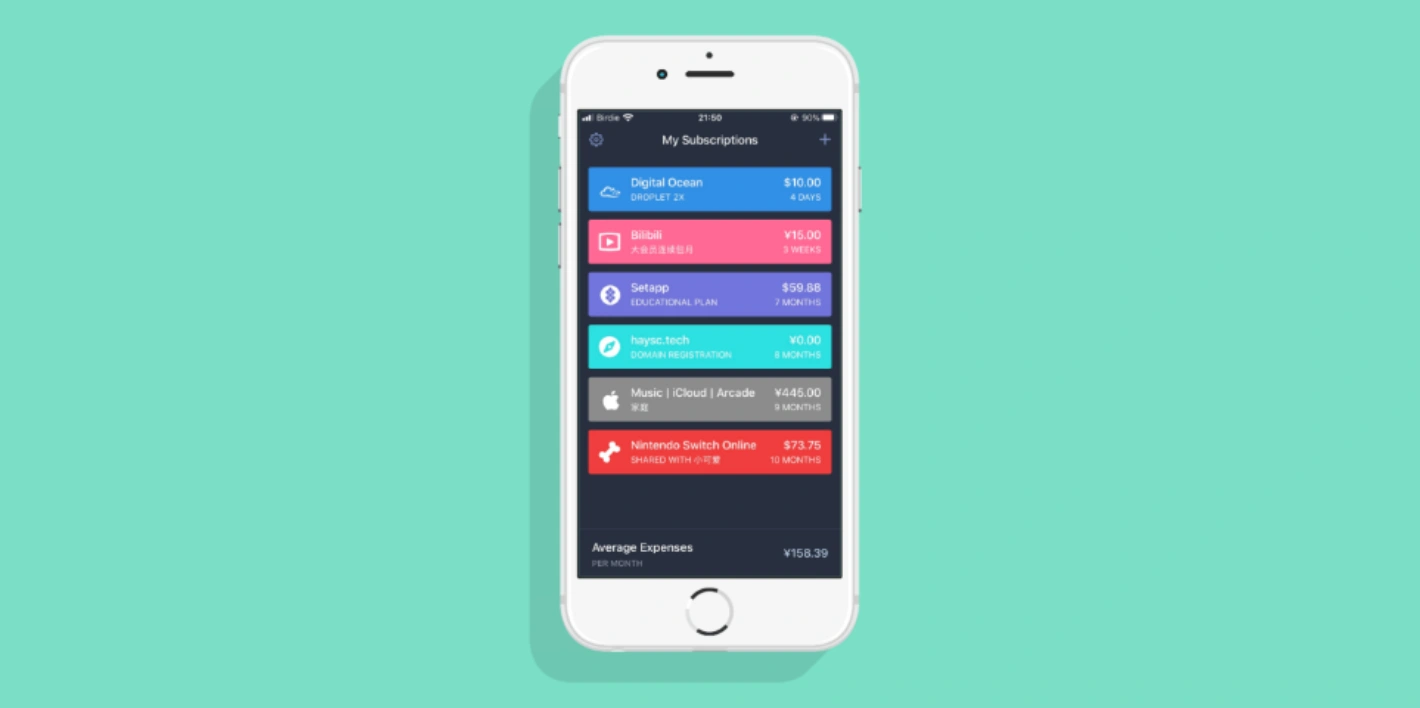 Birdie 21:50 90%
My Subscriptions
Digital Ocean $10.00
DROPLET 2X 4 DAYS
Bilibili ¥15.00
大会员连续包月 3 WEEKS
Setapp $59.88
EDUCATIONAL PLAN 7 MONTHS
haysc.tech ¥0.00
DOMAIN REGISTRATION 8 MONTHS
Music | iCloud | Arcade ¥445.00
家庭 9 MONTHS
Nintendo Switch Online $73.75
SHARED WITH 小可爱 10 MONTHS
Average Expenses ¥158.39
PER MONTH